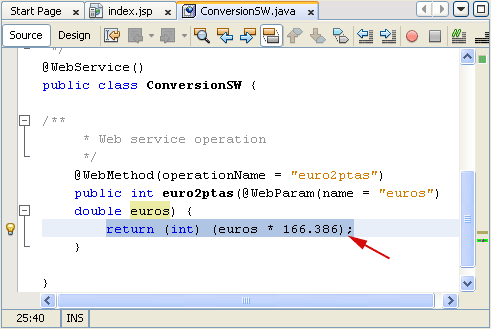 Start Page index.jsp ConversionSW.java
Source Design
*/
@WebService()
public class ConversionSW {
/**
* Web service operation
*/
@WebMethod(operationName = "euro2ptas")
public int euro2ptas(@WebParam(name = "euros")
double euros) {
return (int) (euros * 166.386);
}
}
25:40 INS